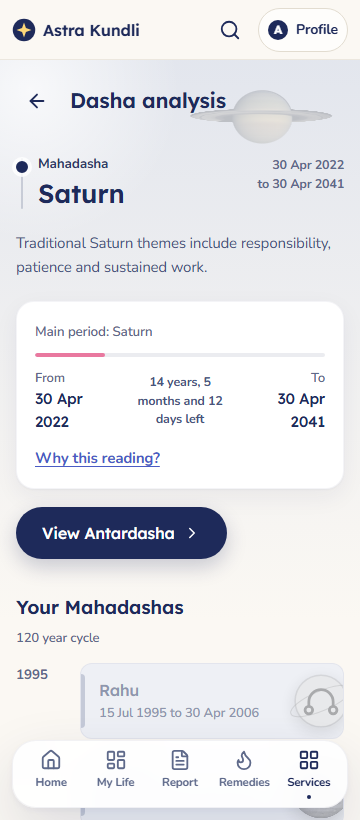 Astra Kundli
A Profile
Dasha analysis
Mahadasha
Saturn
30 Apr 2022
to 30 Apr 2041
Traditional Saturn themes include responsibility,
patience and sustained work.
Main period: Saturn
From
30 Apr
2022
14 years, 5
months and 12
days left
To
30 Apr
2041
Why this reading?
View Antardasha
Your Mahadashas
120 year cycle
1995
Rahu
15 Jul 1995 to 30 Apr 2006
Home
My Life
Report
Remedies
Services